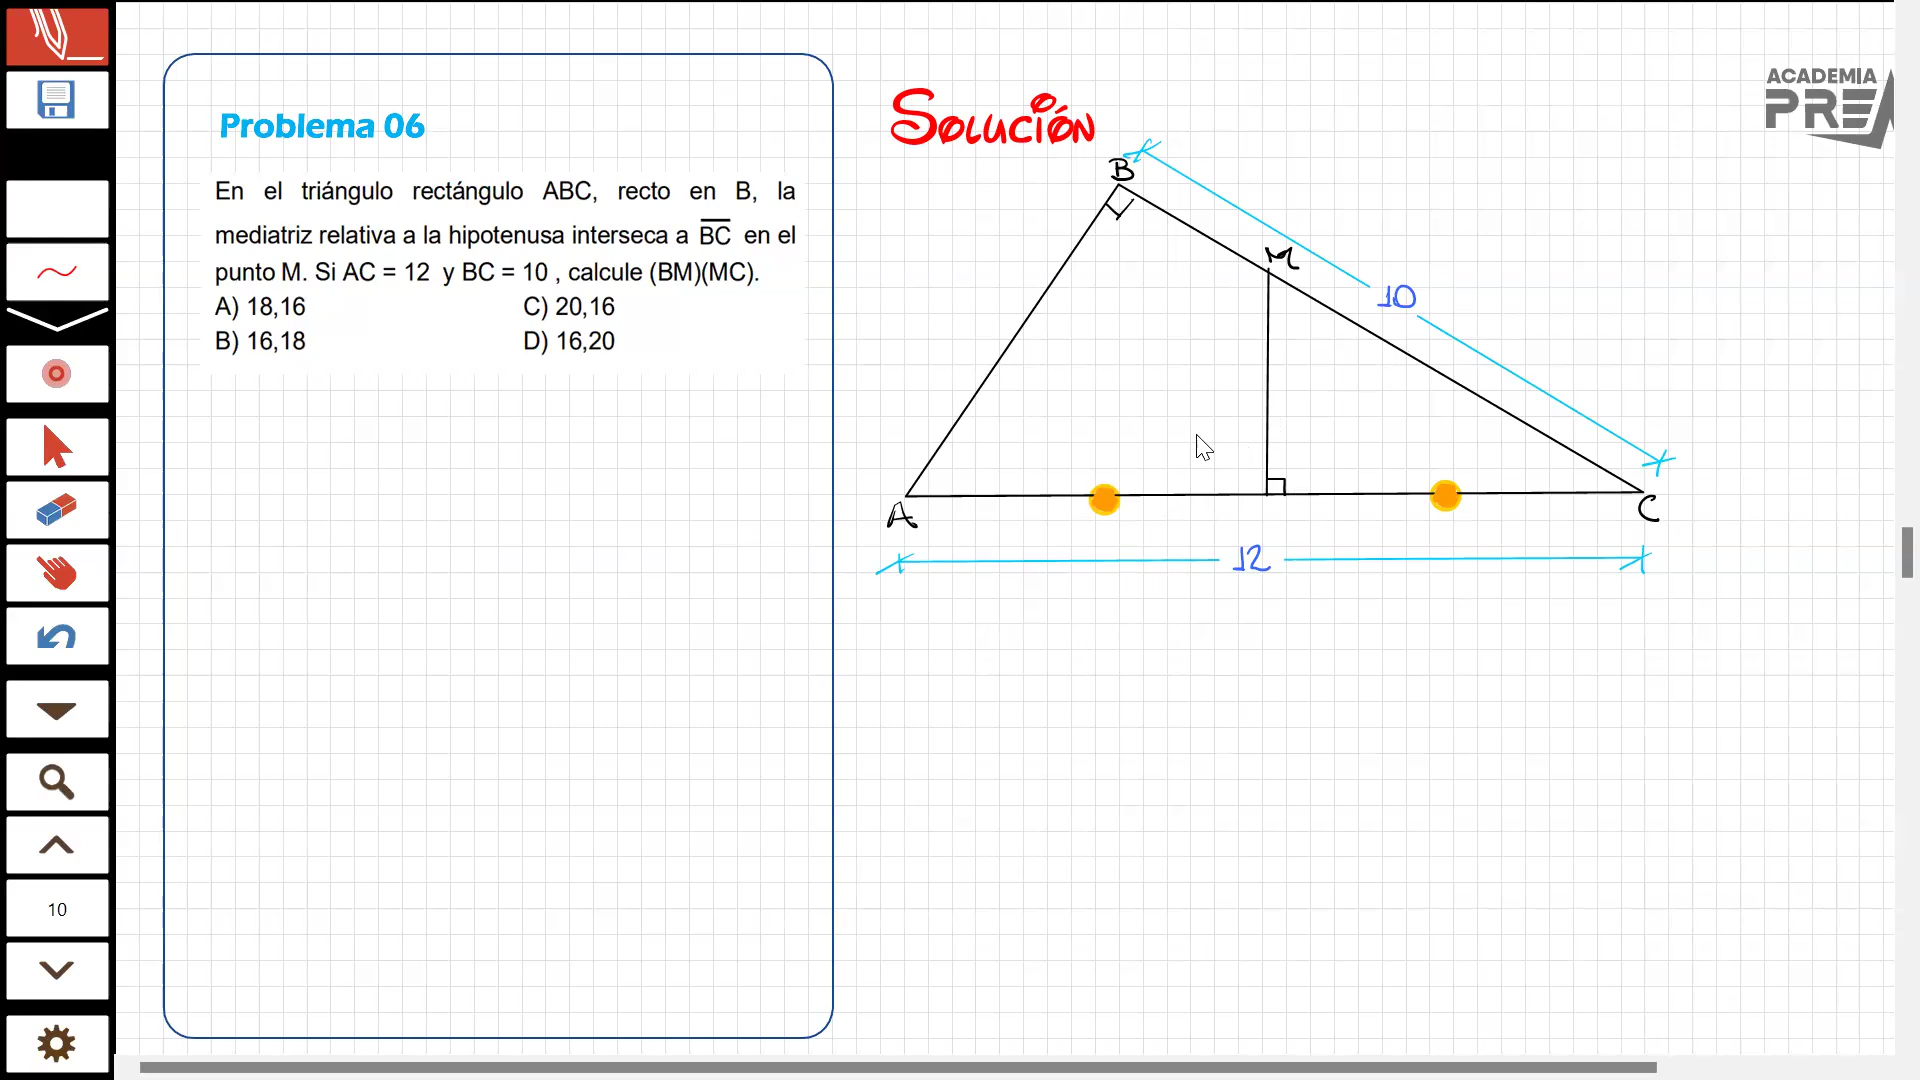 Problema 06
En el triángulo rectángulo ABC, recto en B, la
mediatriz relativa a la hipotenusa interseca a BC en el
punto M. Si AC = 12 y BC = 10 , calcule (BM)(MC).
A) 18,16
C) 20,16
B) 16,18
D) 16,20
SOLUCIÓN
ACADEMIA
PRE
B
M
10
A
C
12
10